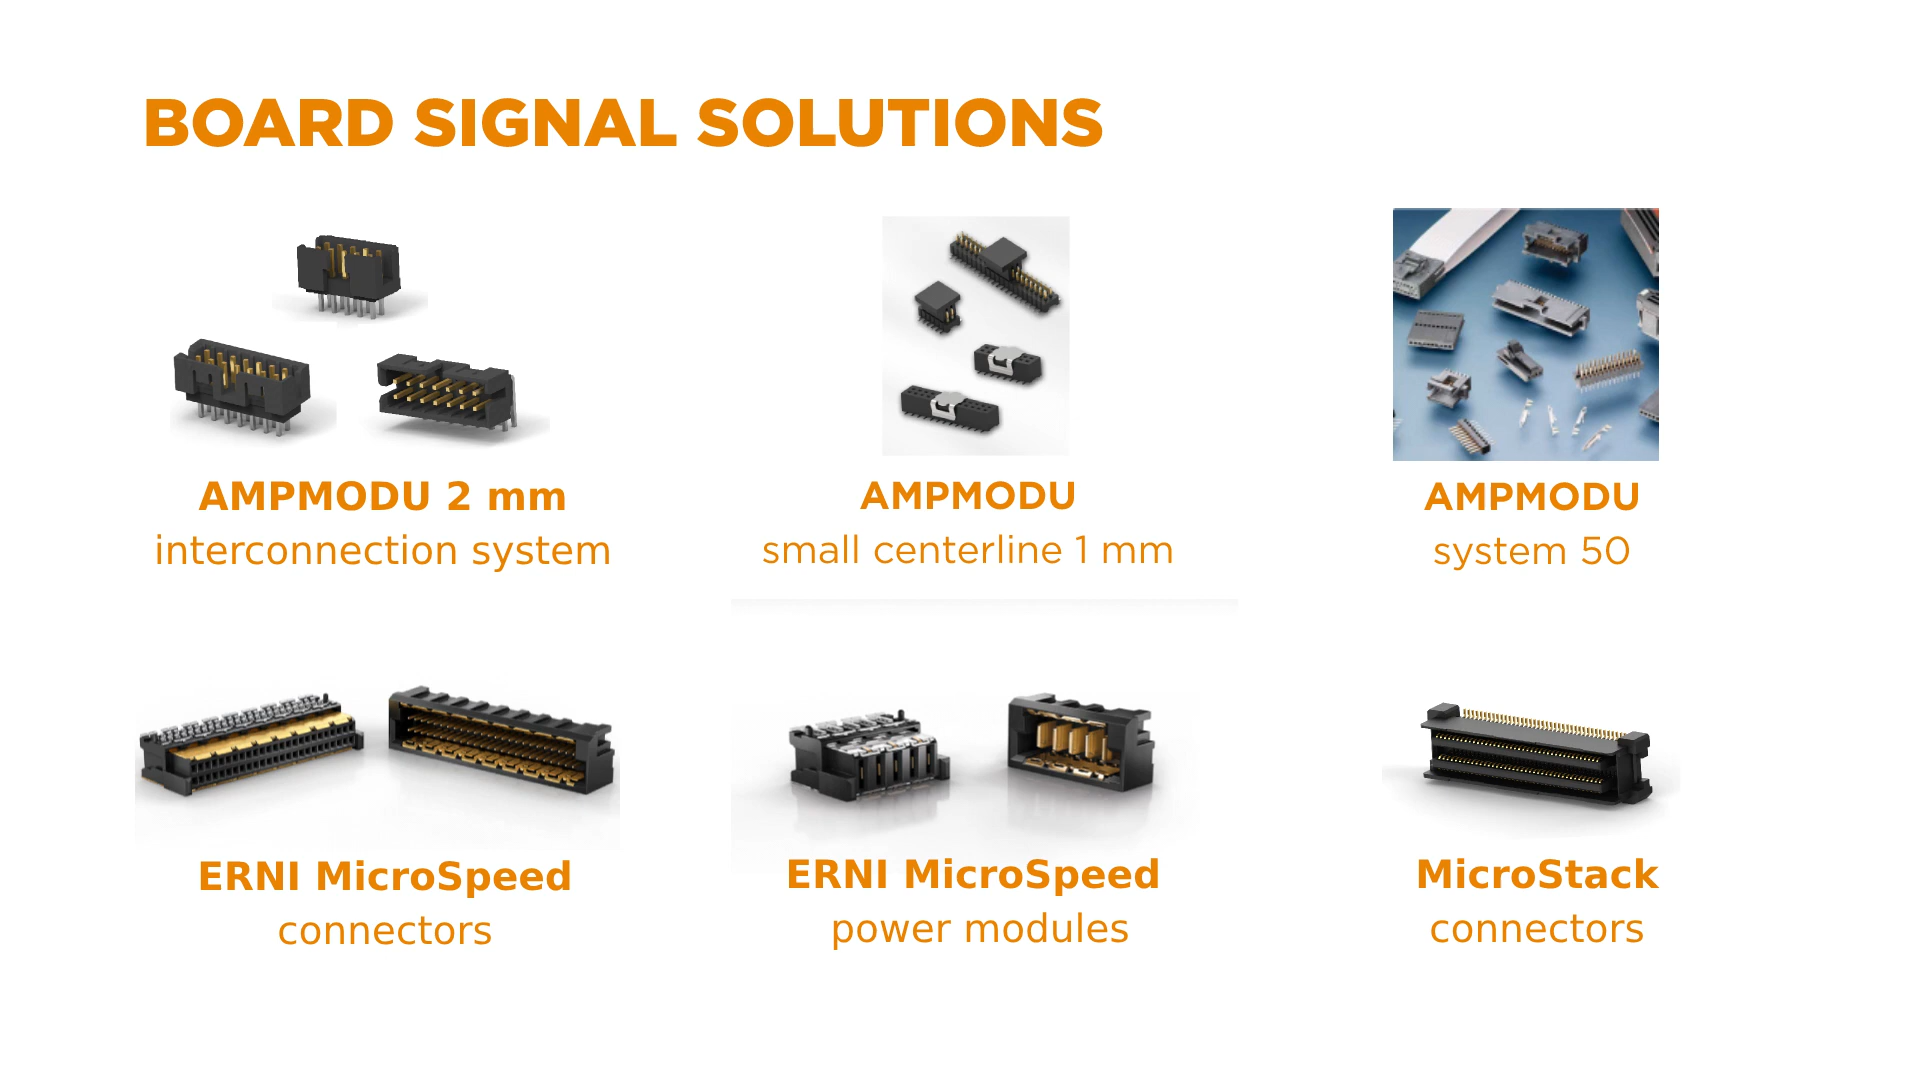 BOARD SIGNAL SOLUTIONS
AMPMODU 2 mm
interconnection system
AMPMODU
small centerline 1 mm
AMPMODU
system 50
ERNI MicroSpeed
connectors
ERNI MicroSpeed
power modules
MicroStack
connectors